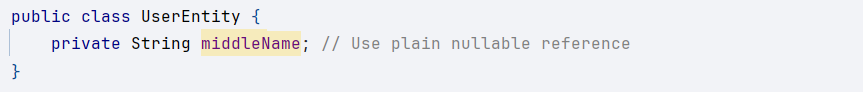 public class UserEntity {
    private String middleName; // Use plain nullable reference
}